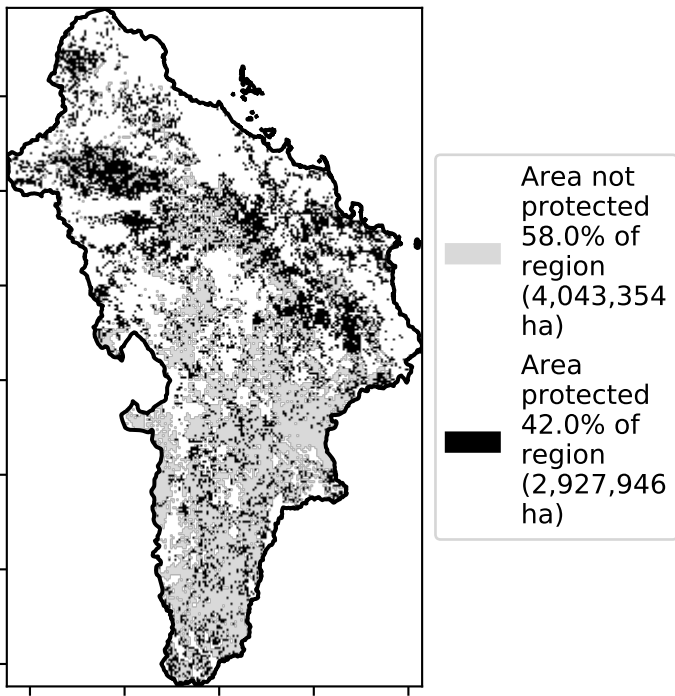 Area not
protected
58.0% of
region
(4,043,354
ha)
Area
protected
42.0% of
region
(2,927,946
ha)